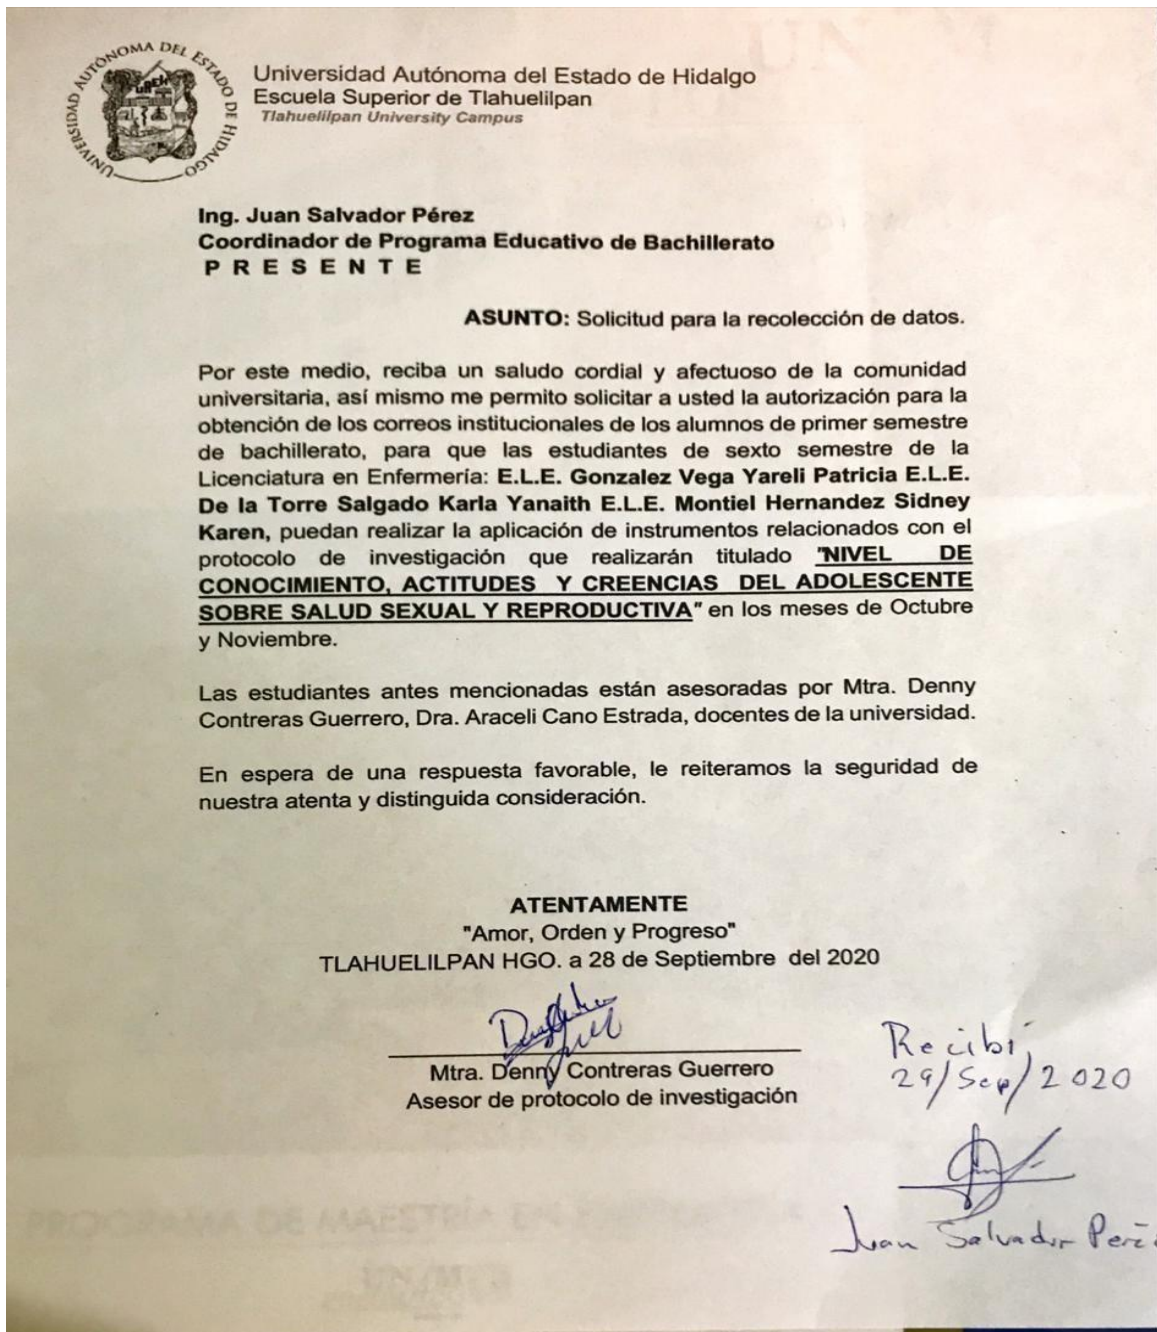 UNIVERSIDAD AUTÓNOMA DEL ESTADO DE HIDALGO
Universidad Autónoma del Estado de Hidalgo
Escuela Superior de Tlahuelilpan
Tlahuelilpan University Campus
Ing. Juan Salvador Pérez
Coordinador de Programa Educativo de Bachillerato
P R E S E N T E
ASUNTO: Solicitud para la recolección de datos.
Por este medio, reciba un saludo cordial y afectuoso de la comunidad
universitaria, así mismo me permito solicitar a usted la autorización para la
obtención de los correos institucionales de los alumnos de primer semestre
de bachillerato, para que las estudiantes de sexto semestre de la
Licenciatura en Enfermería: E.L.E. Gonzalez Vega Yareli Patricia E.L.E.
De la Torre Salgado Karla Yanaith E.L.E. Montiel Hernandez Sidney
Karen, puedan realizar la aplicación de instrumentos relacionados con el
protocolo de investigación que realizarán titulado "NIVEL DE
CONOCIMIENTO, ACTITUDES Y CREENCIAS DEL ADOLESCENTE
SOBRE SALUD SEXUAL Y REPRODUCTIVA" en los meses de Octubre
y Noviembre.
Las estudiantes antes mencionadas están asesoradas por Mtra. Denny
Contreras Guerrero, Dra. Araceli Cano Estrada, docentes de la universidad.
En espera de una respuesta favorable, le reiteramos la seguridad de
nuestra atenta y distinguida consideración.
ATENTAMENTE
"Amor, Orden y Progreso"
TLAHUELILPAN HGO. a 28 de Septiembre del 2020
Mtra. Denny Contreras Guerrero
Asesor de protocolo de investigación
Recibí
29/Sep/2020
Juan Salvador